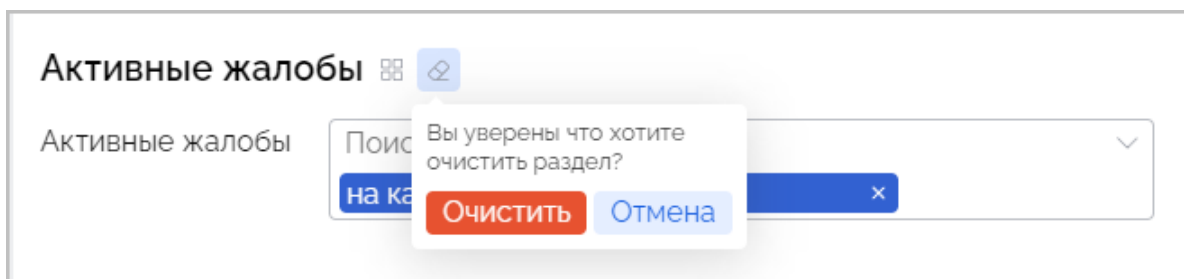 Активные жалобы
Активные жалобы
Вы уверены что хотите
очистить раздел?
Очистить Отмена
×